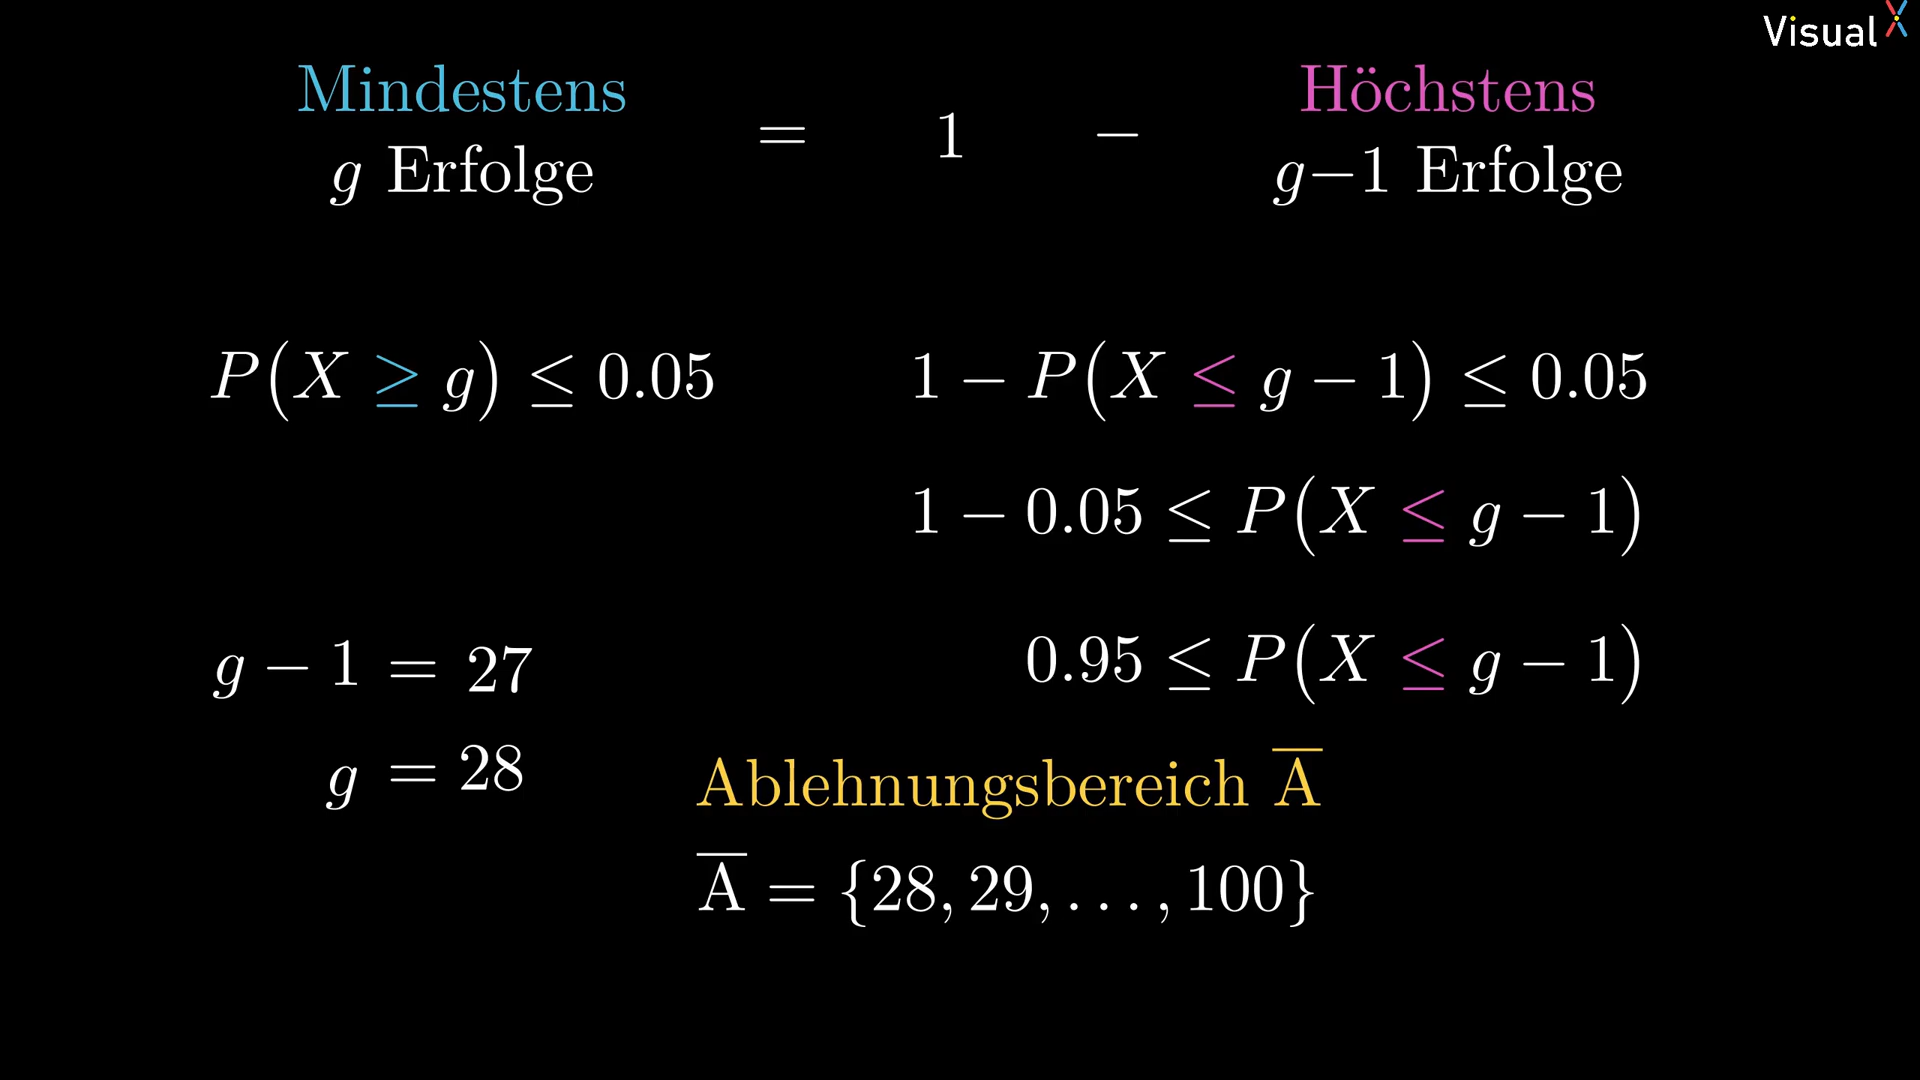 Visual X
Mindestens
g Erfolge
= 1 −
Höchstens
g−1 Erfolge
P(X ≥ g) ≤ 0.05
1 − P(X ≤ g − 1) ≤ 0.05
1 − 0.05 ≤ P(X ≤ g − 1)
0.95 ≤ P(X ≤ g − 1)
g − 1 = 27
g = 28
Ablehnungsbereich A̅
A̅ = {28, 29, . . . , 100}